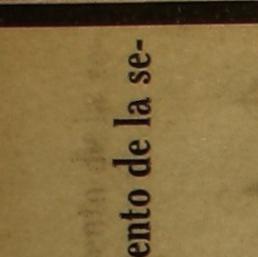 ento de la se-